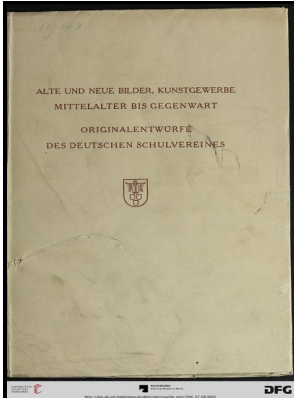 ALTE UND NEUE BILDER, KUNSTGEWERBE
MITTELALTER BIS GEGENWART
ORIGINALENTWÜRFE
DES DEUTSCHEN SCHULVEREINES
DFG